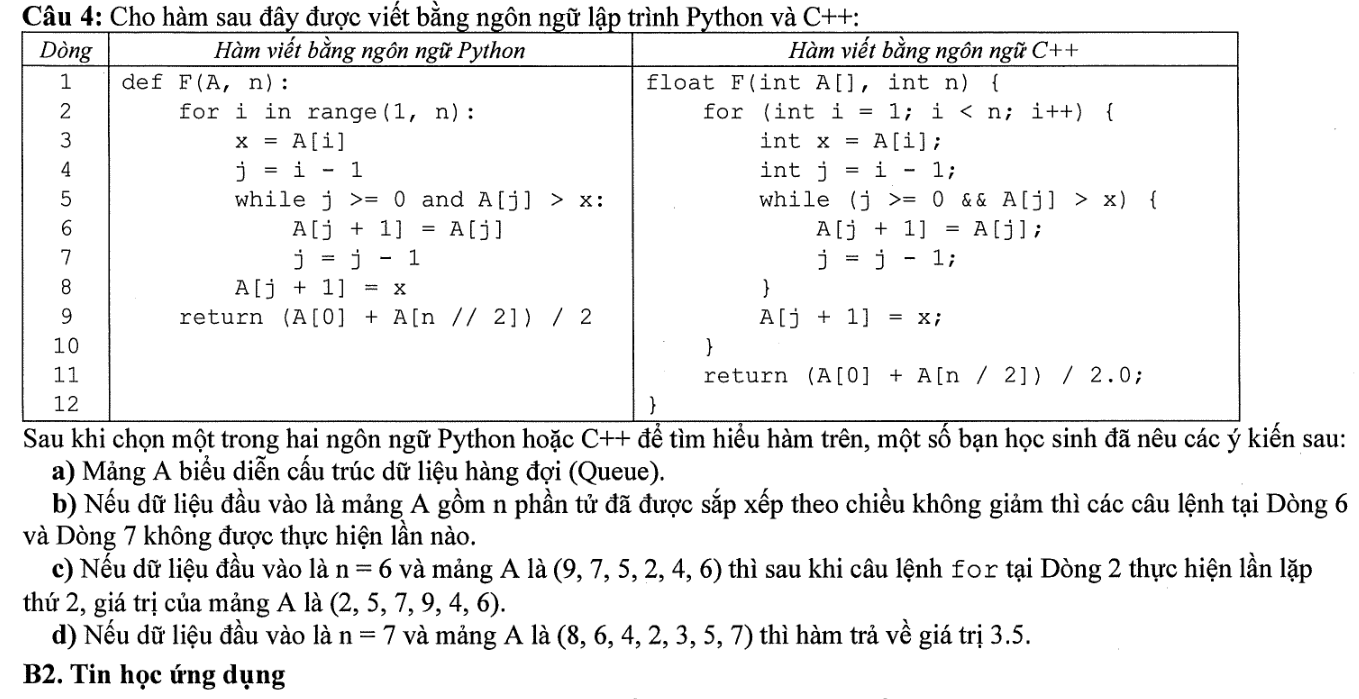 Câu 4: Cho hàm sau đây được viết bằng ngôn ngữ lập trình Python và C++:
Dòng Hàm viết bằng ngôn ngữ Python Hàm viết bằng ngôn ngữ C++
1 def F(A, n): float F(int A[], int n) {
2 for i in range(1, n): for (int i = 1; i < n; i++) {
3 x = A[i] int x = A[i];
4 j = i - 1 int j = i - 1;
5 while j >= 0 and A[j] > x: while (j >= 0 && A[j] > x) {
6 A[j + 1] = A[j] A[j + 1] = A[j];
7 j = j - 1 j = j - 1;
8 A[j + 1] = x }
9 return (A[0] + A[n // 2]) / 2 A[j + 1] = x;
10 }
11 return (A[0] + A[n / 2]) / 2.0;
12 }
Sau khi chọn một trong hai ngôn ngữ Python hoặc C++ để tìm hiểu hàm trên, một số bạn học sinh đã nêu các ý kiến sau:
a) Mảng A biểu diễn cấu trúc dữ liệu hàng đợi (Queue).
b) Nếu dữ liệu đầu vào là mảng A gồm n phần tử đã được sắp xếp theo chiều không giảm thì các câu lệnh tại Dòng 6
và Dòng 7 không được thực hiện lần nào.
c) Nếu dữ liệu đầu vào là n = 6 và mảng A là (9, 7, 5, 2, 4, 6) thì sau khi câu lệnh for tại Dòng 2 thực hiện lần lặp
thứ 2, giá trị của mảng A là (2, 5, 7, 9, 4, 6).
d) Nếu dữ liệu đầu vào là n = 7 và mảng A là (8, 6, 4, 2, 3, 5, 7) thì hàm trả về giá trị 3.5.
B2. Tin học ứng dụng